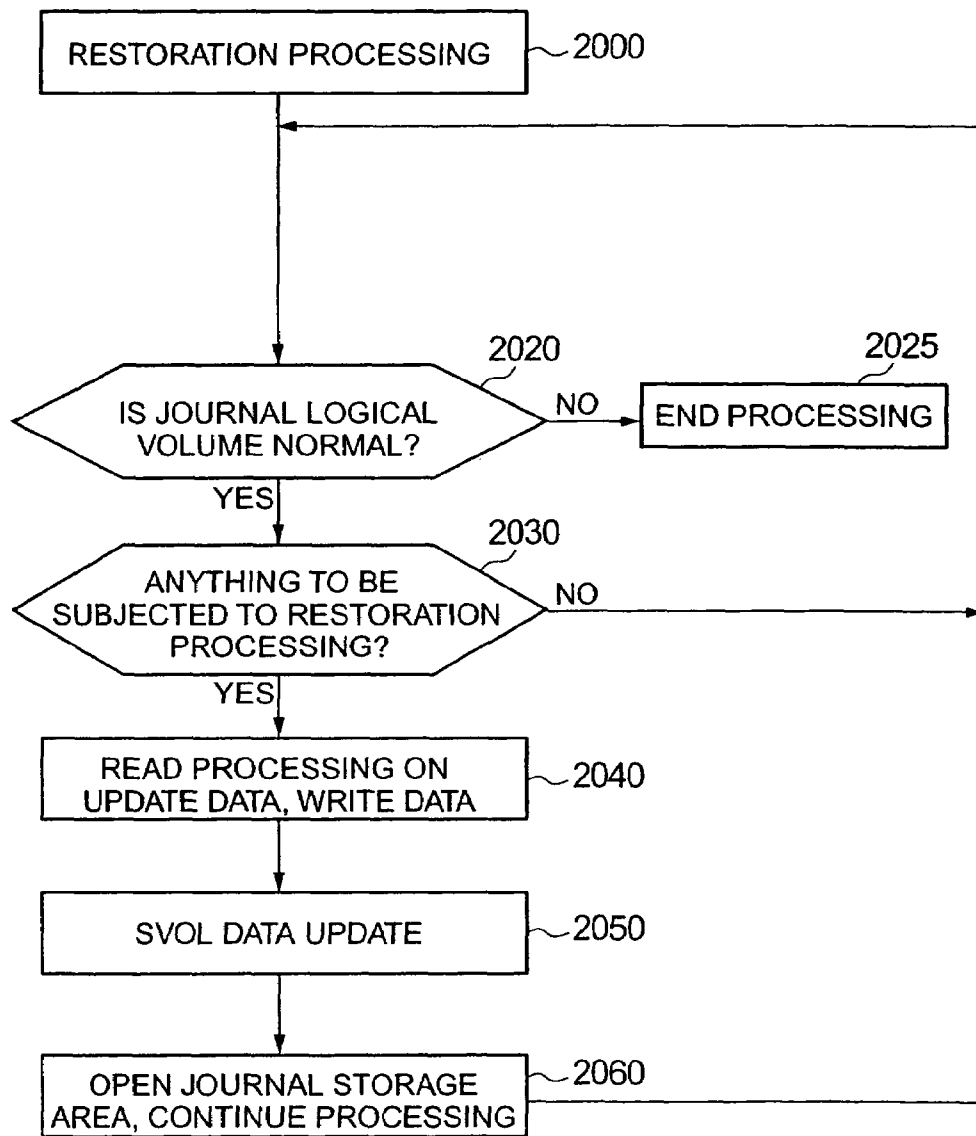 RESTORATION PROCESSING
2000
2020
IS JOURNAL LOGICAL
VOLUME NORMAL?
NO
2025
END PROCESSING
YES
2030
ANYTHING TO BE
SUBJECTED TO RESTORATION
PROCESSING?
NO
YES
READ PROCESSING ON
UPDATE DATA, WRITE DATA
2040
SVOL DATA UPDATE
2050
OPEN JOURNAL STORAGE
AREA, CONTINUE PROCESSING
2060